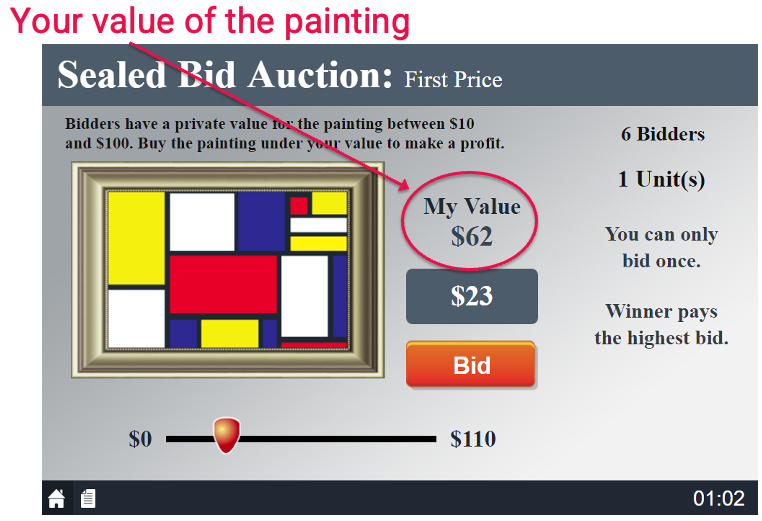 Your value of the painting
Sealed Bid Auction: First Price
Bidders have a private value for the painting between $10
and $100. Buy the painting under your value to make a profit.
6 Bidders
1 Unit(s)
My Value
$62
You can only
bid once.
$23
Winner pays
the highest bid.
Bid
$0
$110
01:02